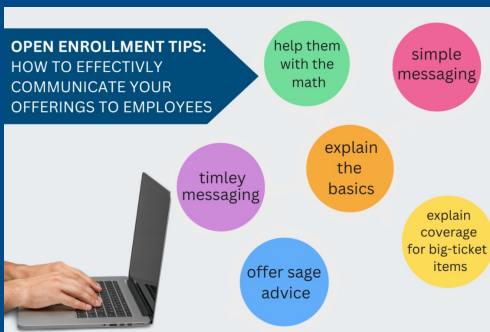 OPEN ENROLLMENT TIPS:
HOW TO EFFECTIVLY
COMMUNICATE YOUR
OFFERINGS TO EMPLOYEES
help them
with the
math
simple
messaging
explain
the
basics
timley
messaging
explain
coverage
for big-ticket
items
offer sage
advice